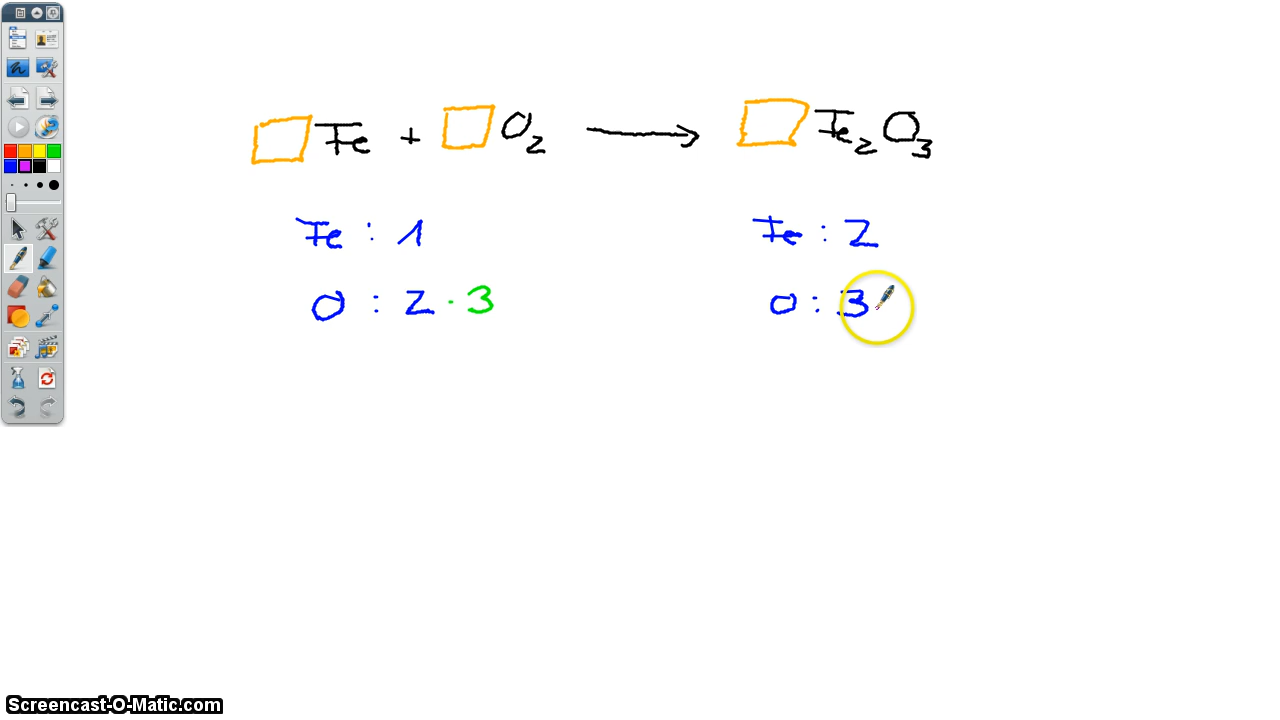 Fe + O2 → Fe2O3
Fe : 1 Fe : 2
O : 2 · 3 O : 3
Screencast-O-Matic.com